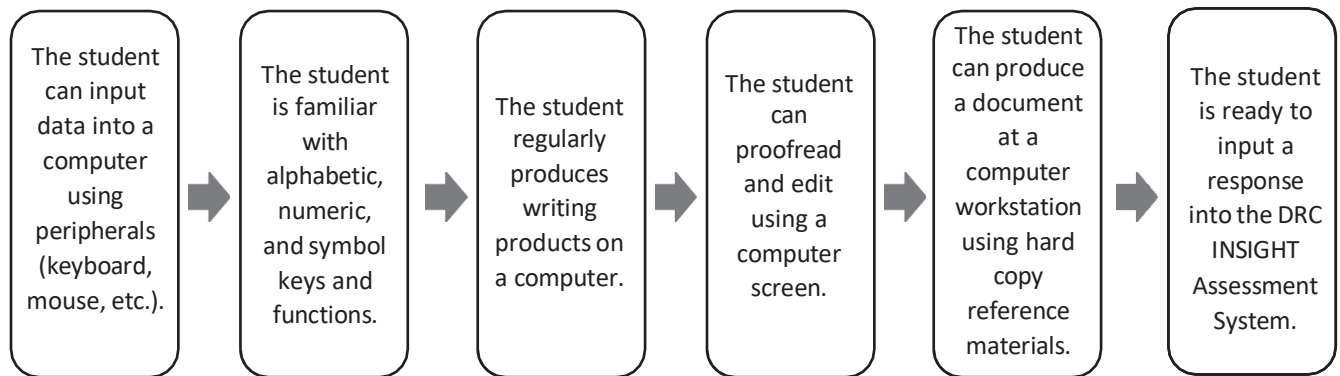 The student
can input
data into a
computer
using
peripherals
(keyboard,
mouse, etc.).
The student
is familiar
with
alphabetic,
numeric,
and symbol
keys and
functions.
The student
regularly
produces
writing
products on
a computer.
The student
can
proofread
and edit
using a
computer
screen.
The student
can produce
a document
at a
computer
workstation
using hard
copy
reference
materials.
The student
is ready to
input a
response
into the DRC
INSIGHT
Assessment
System.